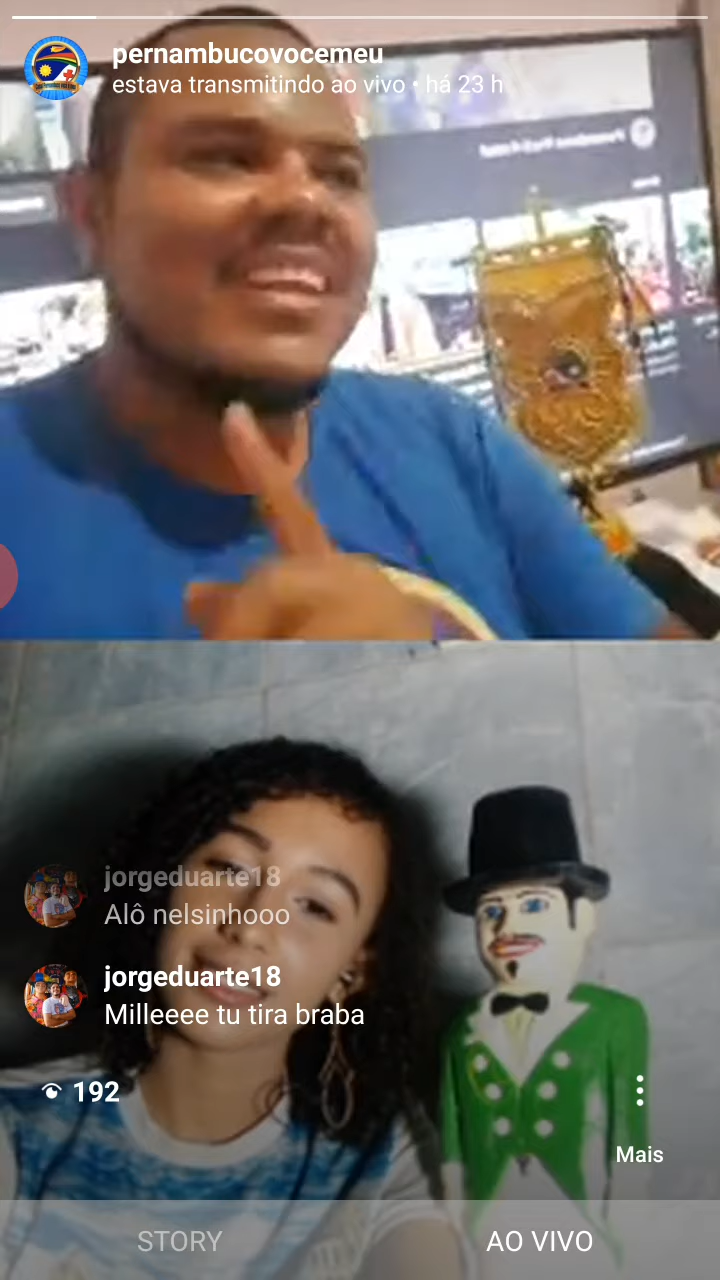 pernambucovocemeu
estava transmitindo ao vivo • há 23 h
jorgeduarte18
Alô nelsinhooo
jorgeduarte18
Milleeee tu tira braba
192
Mais
STORY
AO VIVO